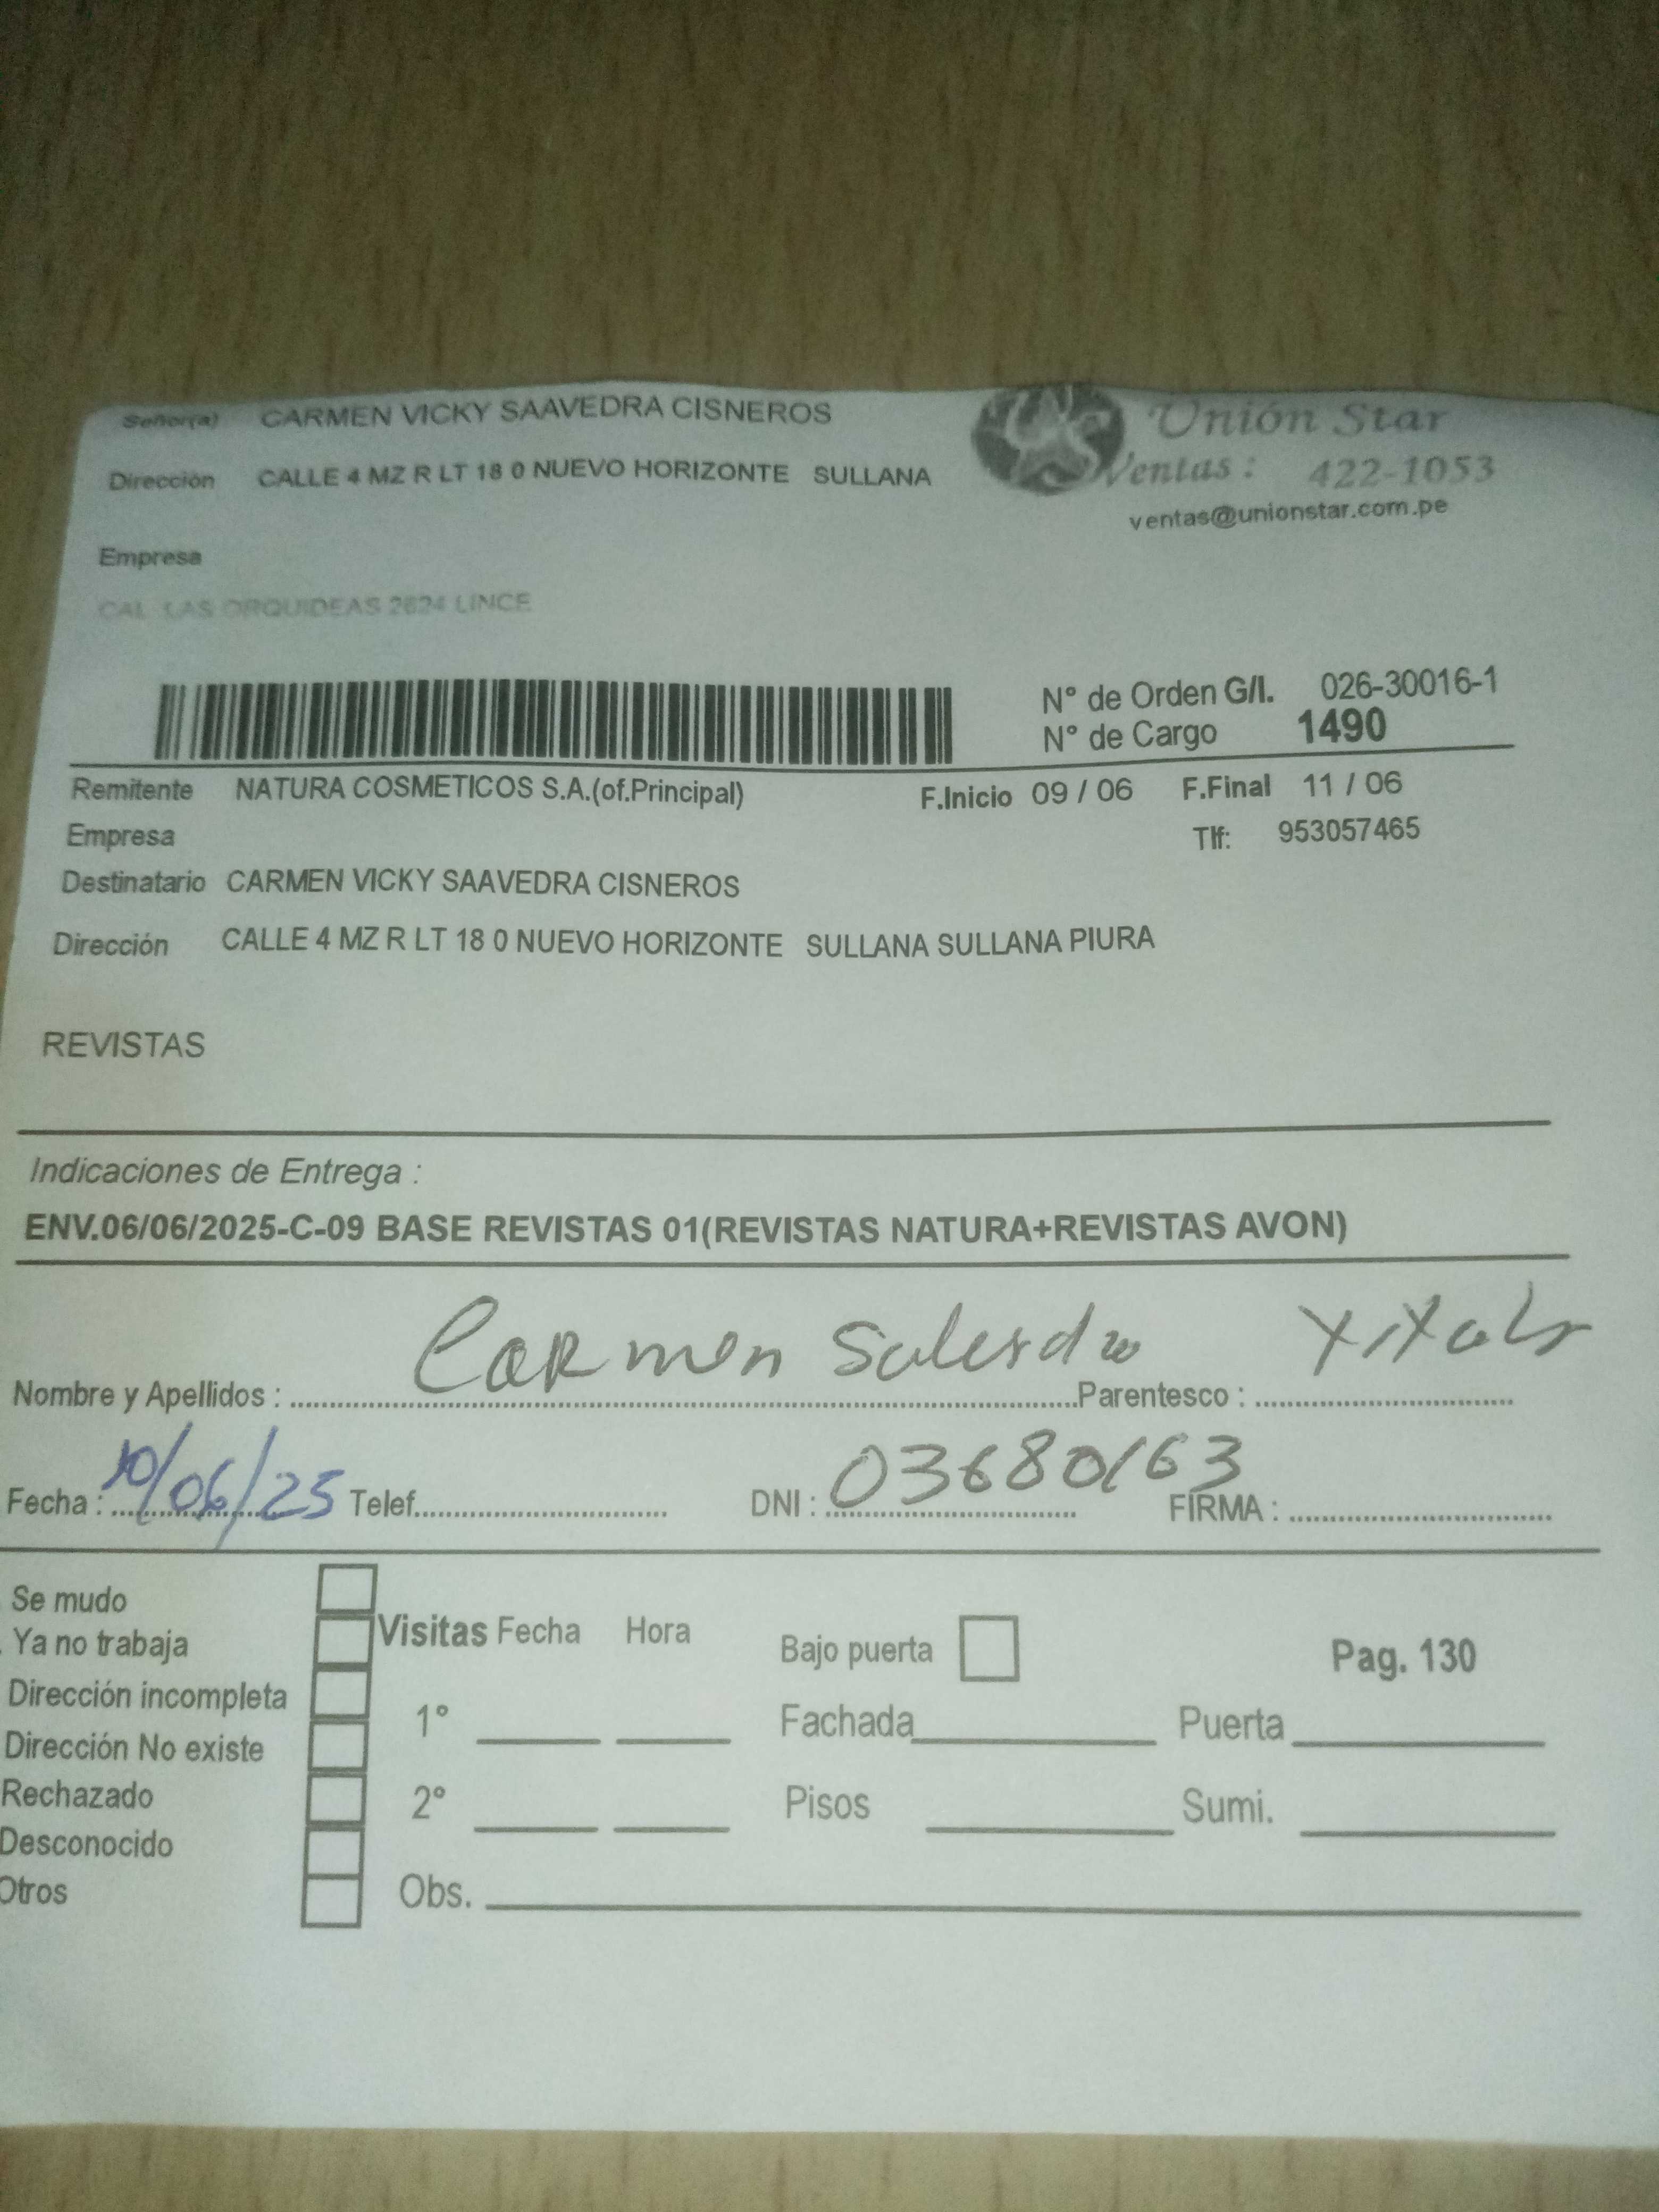 Señor(a) CARMEN VICKY SAAVEDRA CISNEROS
Unión Star
Dirección CALLE 4 MZ R LT 18 0 NUEVO HORIZONTE SULLANA
Ventas : 422-1053
ventas@unionstar.com.pe
Empresa
CAL LAS ORQUIDEAS 2624 LINCE
N° de Orden G/I. 026-30016-1
N° de Cargo 1490
Remitente NATURA COSMETICOS S.A.(of.Principal) F.Inicio 09 / 06 F.Final 11 / 06
Empresa Tlf: 953057465
Destinatario CARMEN VICKY SAAVEDRA CISNEROS
Dirección CALLE 4 MZ R LT 18 0 NUEVO HORIZONTE SULLANA SULLANA PIURA
REVISTAS
Indicaciones de Entrega :
ENV.06/06/2025-C-09 BASE REVISTAS 01(REVISTAS NATURA+REVISTAS AVON)
Nombre y Apellidos : Carmen Parentesco :
Fecha : 10/06/25 Telef. DNI : 03680163 FIRMA :
Se mudo
Ya no trabaja Visitas Fecha Hora Bajo puerta Pag. 130
Dirección incompleta
1° Fachada Puerta
Dirección No existe
Rechazado 2° Pisos Sumi.
Desconocido
Otros Obs.